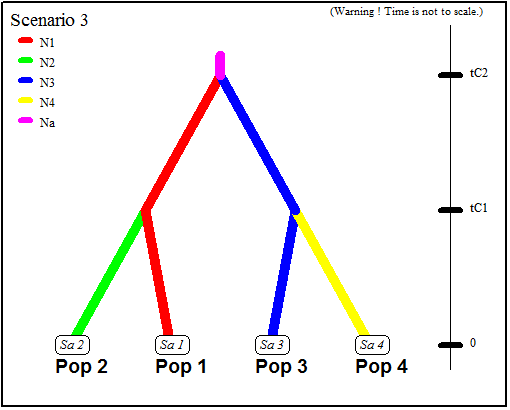 Scenario 3
(Warning ! Time is not to scale.)
N1
N2
N3
N4
Na
tC2
tC1
0
Sa 2
Sa 1
Sa 3
Sa 4
Pop 2
Pop 1
Pop 3
Pop 4